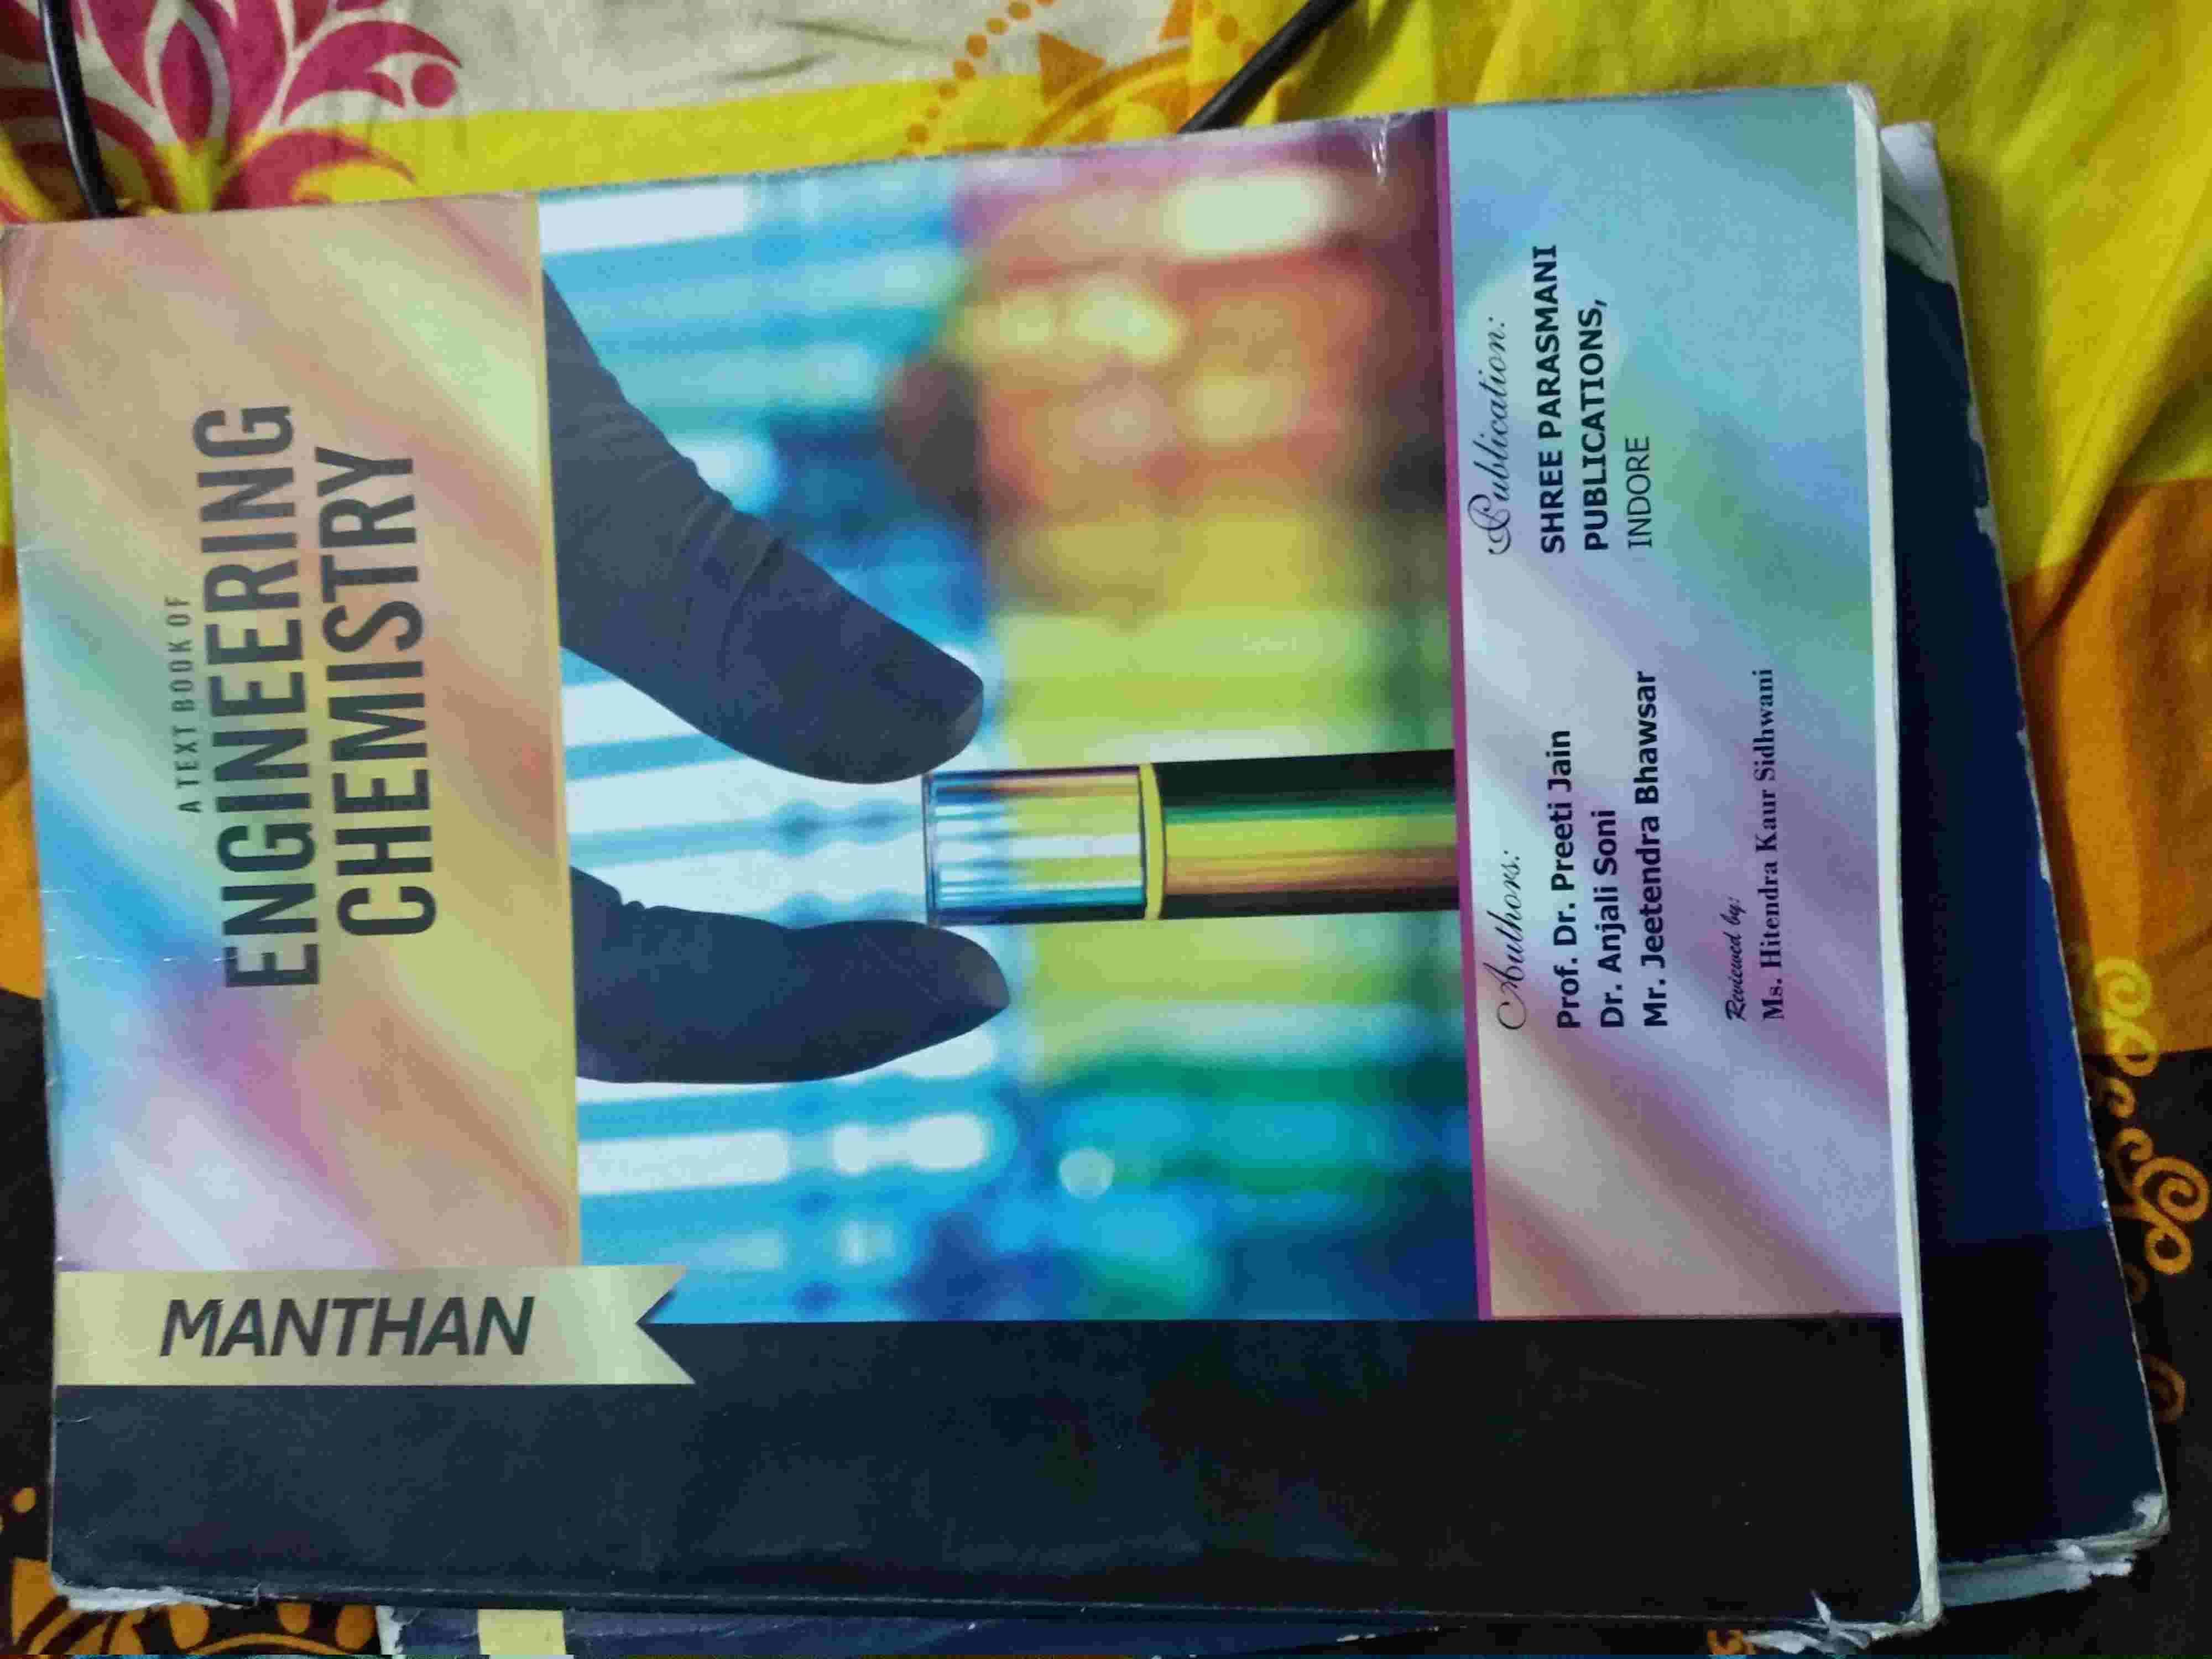 MANTHAN
A TEXT BOOK OF
ENGINEERING
CHEMISTRY
Authors:
Prof. Dr. Preeti Jain
Dr. Anjali Soni
Mr. Jeetendra Bhawsar
Reviewed by:
Ms. Hitendra Kaur Sidhwani
Publication:
SHREE PARASMANI
PUBLICATIONS,
INDORE